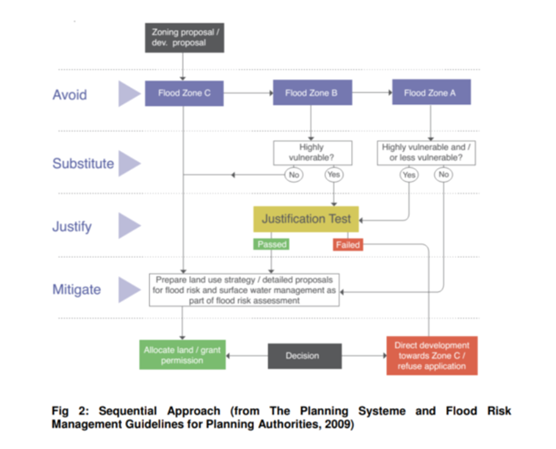 Zoning proposal /
dev. proposal
Avoid
Flood Zone C
Flood Zone B
Flood Zone A
Substitute
Highly
vulnerable?
Highly vulnerable and /
or less vulnerable?
No
Yes
Yes
No
Justify
Justification Test
Passed
Failed
Mitigate
Prepare land use strategy / detailed proposals
for flood risk and surface water management as
part of flood risk assessment
Allocate land / grant
permission
Decision
Direct development
towards Zone C /
refuse application
Fig 2: Sequential Approach (from The Planning Systeme and Flood Risk
Management Guidelines for Planning Authorities, 2009)